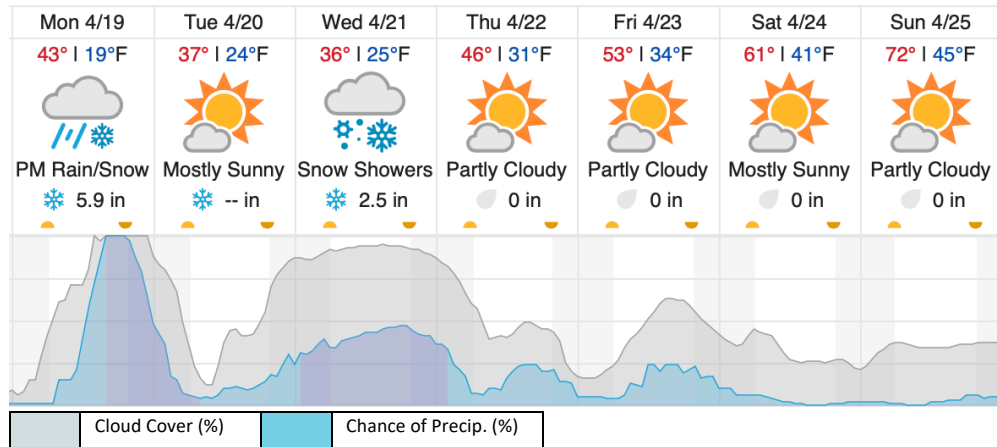 Mon 4/19 Tue 4/20 Wed 4/21 Thu 4/22 Fri 4/23 Sat 4/24 Sun 4/25
43° | 19°F 37° | 24°F 36° | 25°F 46° | 31°F 53° | 34°F 61° | 41°F 72° | 45°F
PM Rain/Snow Mostly Sunny Snow Showers Partly Cloudy Partly Cloudy Mostly Sunny Partly Cloudy
5.9 in -- in 2.5 in 0 in 0 in 0 in 0 in
Cloud Cover (%) Chance of Precip. (%)